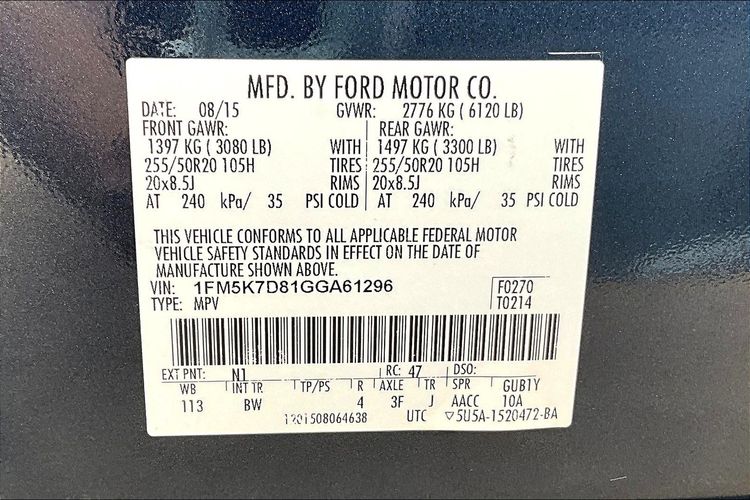 MFD. BY FORD MOTOR CO.
DATE: 08/15 GVWR: 2776 KG ( 6120 LB)
FRONT GAWR: REAR GAWR:
1397 KG ( 3080 LB) WITH 1497 KG ( 3300 LB) WITH
255/50R20 105H TIRES 255/50R20 105H TIRES
20x8.5J RIMS 20x8.5J RIMS
AT 240 kPa/ 35 PSI COLD AT 240 kPa/ 35 PSI COLD
THIS VEHICLE CONFORMS TO ALL APPLICABLE FEDERAL MOTOR
VEHICLE SAFETY STANDARDS IN EFFECT ON THE DATE OF
MANUFACTURE SHOWN ABOVE.
VIN: 1FM5K7D81GGA61296 F0270
TYPE: MPV T0214
EXT PNT: N1 RC: 47 DSO:
WB INT TR TP/PS R AXLE TR SPR GUB1Y
113 BW 4 3F J AACC 10A
1201508064638 UTC ▽5U5A-1520472-BA